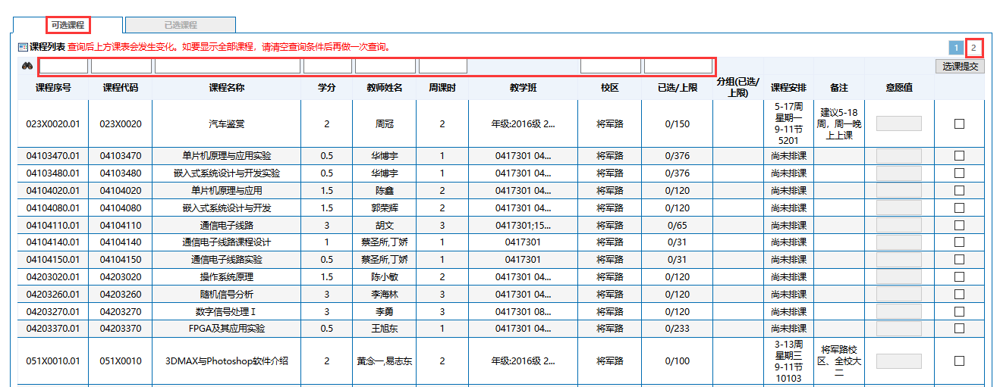 可选课程 已选课程
课程列表 查询后上方课表会发生变化。如要显示全部课程，请清空查询条件后再做一次查询。 1 2
选课提交
课程序号 课程代码 课程名称 学分 教师姓名 周课时 教学班 校区 已选/上限 分组(已选/上限) 课程安排 备注 意愿值
023X0020.01 023X0020 汽车鉴赏 2 周冠 2 年级:2016级 2... 将军路 0/150 5-17周 星期一 9-11节 5201 建议5-18周，周一晚上上课
04103470.01 04103470 单片机原理与应用实验 0.5 华博宇 1 0417301 04... 将军路 0/376 尚未排课
04103480.01 04103480 嵌入式系统设计与开发实验 0.5 华博宇 1 0417301 04... 将军路 0/376 尚未排课
04104020.01 04104020 单片机原理与应用 1.5 陈鑫 2 0417301 04... 将军路 0/120 尚未排课
04104080.01 04104080 嵌入式系统设计与开发 1.5 郭荣辉 2 0417301 04... 将军路 0/120 尚未排课
04104110.01 04104110 通信电子线路 3 胡文 3 0417301;15... 将军路 0/65 尚未排课
04104140.01 04104140 通信电子线路课程设计 1 蔡圣所,丁娇 1 0417301 将军路 0/31 尚未排课
04104150.01 04104150 通信电子线路实验 0.5 蔡圣所,丁娇 1 0417301 将军路 0/31 尚未排课
04203020.01 04203020 操作系统原理 1.5 陈小敏 2 0417301 04... 将军路 0/120 尚未排课
04203260.01 04203260 随机信号分析 3 李海林 3 0417301 04... 将军路 0/120 尚未排课
04203270.01 04203270 数字信号处理Ⅰ 3 李勇 3 0417301 08... 将军路 0/120 尚未排课
04203370.01 04203370 FPGA及其应用实验 0.5 王旭东 1 0417301 04... 将军路 0/233 尚未排课
051X0010.01 051X0010 3DMAX与Photoshop软件介绍 2 黄念一,易志东 2 年级:2016级 2... 将军路 0/100 3-13周 星期三 9-11节 10103 将军路校区、全校大二